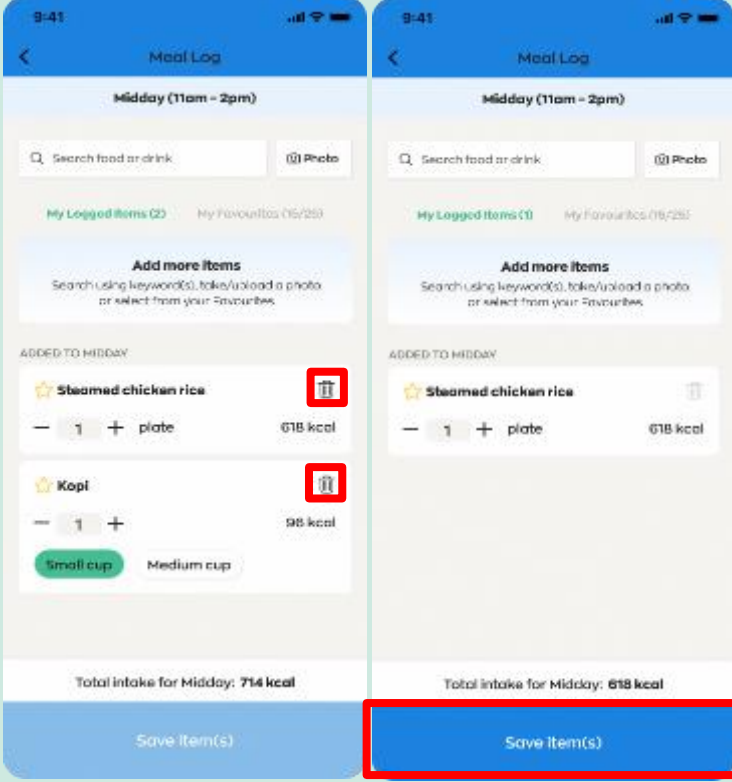 9:41
Meal Log
Midday (11am – 2pm)
Search food or drink
Photo
My Logged Items (2)
My Favourites (15/25)
Add more items
Search using keyword(s), take/upload a photo
or select from your Favourites
ADDED TO MIDDAY
Steamed chicken rice
1
plate
618 kcal
Kopi
1
96 kcal
Small cup
Medium cup
Total intake for Midday: 714 kcal
Save Item(s)
9:41
Meal Log
Midday (11am – 2pm)
Search food or drink
Photo
My Logged Items (1)
My Favourites
Add more items
Search using keyword(s), take/upload a photo
or select from your Favourites
ADDED TO MIDDAY
Steamed chicken rice
1
plate
618 kcal
Total intake for Midday: 618 kcal
Save Item(s)